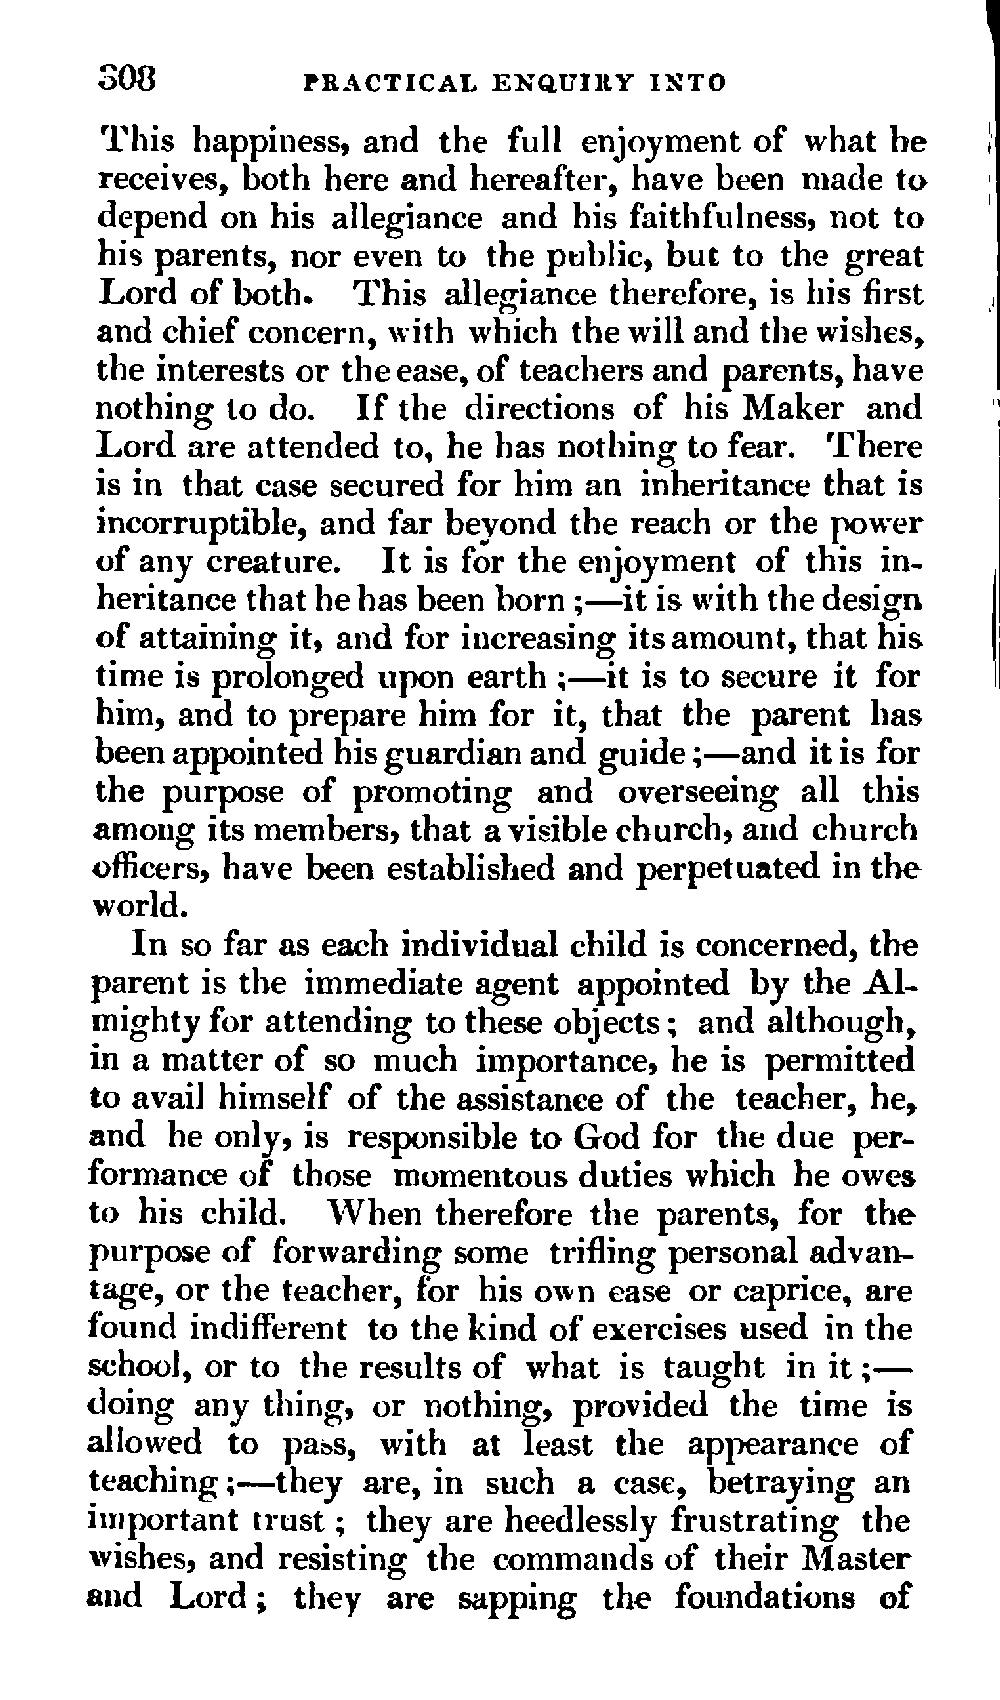 308 PRACTICAL ENQUIRY INTO
This happiness, and the full enjoyment of what he
receives, both here and hereafter, have been made to
depend on his allegiance and his faithfulness, not to
his parents, nor even to the public, but to the great
Lord of both. This allegiance therefore, is his first
and chief concern, with which the will and the wishes,
the interests or the ease, of teachers and parents, have
nothing to do. If the directions of his Maker and
Lord are attended to, he has nothing to fear. There
is in that case secured for him an inheritance that is
incorruptible, and far beyond the reach or the power
of any creature. It is for the enjoyment of this in-
heritance that he has been born ;—it is with the design
of attaining it, and for increasing its amount, that his
time is prolonged upon earth ;—it is to secure it for
him, and to prepare him for it, that the parent has
been appointed his guardian and guide ;—and it is for
the purpose of promoting and overseeing all this
among its members, that a visible church, and church
officers, have been established and perpetuated in the
world.
In so far as each individual child is concerned, the
parent is the immediate agent appointed by the Al-
mighty for attending to these objects ; and although,
in a matter of so much importance, he is permitted
to avail himself of the assistance of the teacher, he,
and he only, is responsible to God for the due per-
formance of those momentous duties which he owes
to his child. When therefore the parents, for the
purpose of forwarding some trifling personal advan-
tage, or the teacher, for his own ease or caprice, are
found indifferent to the kind of exercises used in the
school, or to the results of what is taught in it ;—
doing any thing, or nothing, provided the time is
allowed to pass, with at least the appearance of
teaching ;—they are, in such a case, betraying an
important trust ; they are heedlessly frustrating the
wishes, and resisting the commands of their Master
and Lord ; they are sapping the foundations of